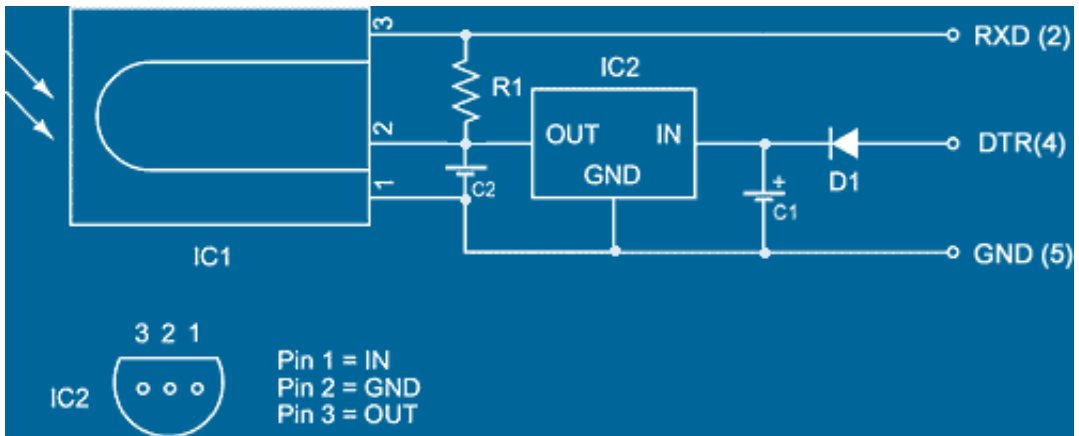 3
RXD (2)
IC2
R1
2
OUT
IN
DTR(4)
GND
D1
C2
+
C1
1
GND (5)
IC1
3 2 1
IC2
Pin 1 = IN
Pin 2 = GND
Pin 3 = OUT